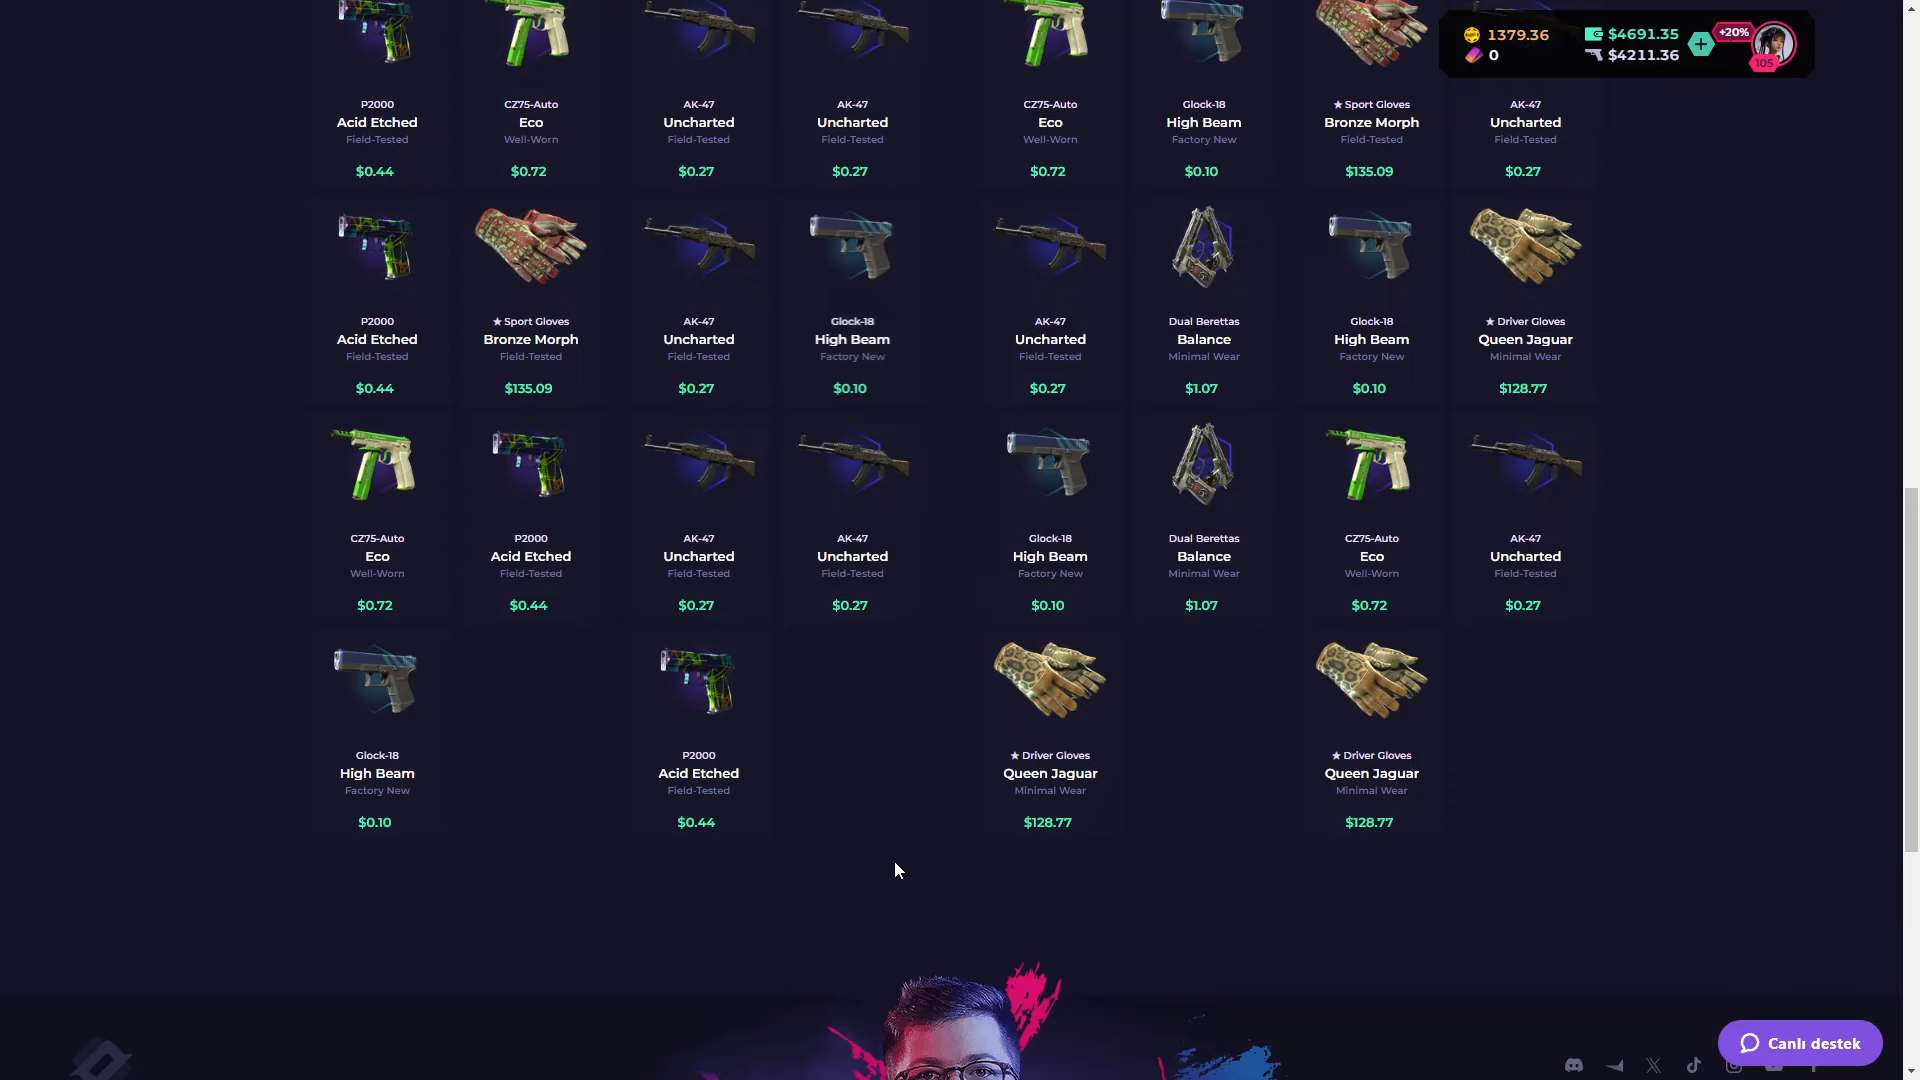 1379.36
$4691.35
+20%
0
$4211.36
105
P2000
Acid Etched
Field-Tested
$0.44
CZ75-Auto
Eco
Well-Worn
$0.72
AK-47
Uncharted
Field-Tested
$0.27
AK-47
Uncharted
Field-Tested
$0.27
CZ75-Auto
Eco
Well-Worn
$0.72
Glock-18
High Beam
Factory New
$0.10
★ Sport Gloves
Bronze Morph
Field-Tested
$135.09
AK-47
Uncharted
Field-Tested
$0.27
P2000
Acid Etched
Field-Tested
$0.44
★ Sport Gloves
Bronze Morph
Field-Tested
$135.09
AK-47
Uncharted
Field-Tested
$0.27
Glock-18
High Beam
Factory New
$0.10
AK-47
Uncharted
Field-Tested
$0.27
Dual Berettas
Balance
Minimal Wear
$1.07
Glock-18
High Beam
Factory New
$0.10
★ Driver Gloves
Queen Jaguar
Minimal Wear
$128.77
CZ75-Auto
Eco
Well-Worn
$0.72
P2000
Acid Etched
Field-Tested
$0.44
AK-47
Uncharted
Field-Tested
$0.27
AK-47
Uncharted
Field-Tested
$0.27
Glock-18
High Beam
Factory New
$0.10
Dual Berettas
Balance
Minimal Wear
$1.07
CZ75-Auto
Eco
Well-Worn
$0.72
AK-47
Uncharted
Field-Tested
$0.27
Glock-18
High Beam
Factory New
$0.10
P2000
Acid Etched
Field-Tested
$0.44
★ Driver Gloves
Queen Jaguar
Minimal Wear
$128.77
★ Driver Gloves
Queen Jaguar
Minimal Wear
$128.77
Canlı destek